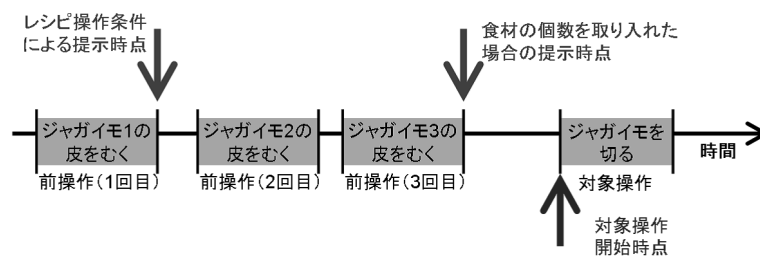 レシピ操作条件
による提示時点
食材の個数を取り入れた
場合の提示時点
ジャガイモ1の
皮をむく
ジャガイモ2の
皮をむく
ジャガイモ3の
皮をむく
ジャガイモを
切る
時間
前操作(1回目)
前操作(2回目)
前操作(3回目)
対象操作
対象操作
開始時点